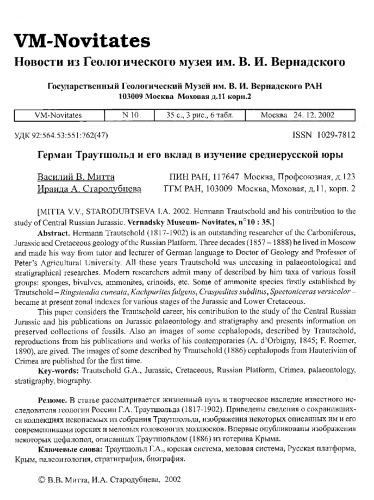 VM-Novitates
Новости из Геологического музея им. В. И. Вернадского
Государственный Геологический Музей им. В. И. Вернадского РАН
103009 Москва Моховая д.11 корп.2
VM-Novitates N 10 35 с., 3 рис., 6 табл. Москва 24. 12. 2002
УДК 92:564.53:551:762(47) ISSN 1029-7812
Герман Траутшольд и его вклад в изучение среднерусской юры
Василий В. Митта ПИН РАН, 117647, Москва, Профсоюзная, д.123
Ираида А. Стародубцева ГГМ РАН, 103009 Москва, Моховая, д.11, корп. 2
[MITTA V.V., STARODUBTSEVA I.A. 2002. Hermann Trautschold and his contribution to the
study of Central Russian Jurassic. Vernadsky Museum- Novitates, n°10 : 35.]
Abstract. Hermann Trautschold (1817-1902) is an outstanding researcher of the Carboniferous,
Jurassic and Cretaceous geology of the Russian Platform. Three decades (1857 – 1888) he lived in Moscow
and made his way from tutor and lecturer of German language to Doctor of Geology and Professor of
Peter's Agricultural University. All these years Trautschold was unceasing in palaeontological and
stratigraphical researches. Modern researchers admit many of described by him taxa of various fossil
groups: sponges, bivalves, ammonites, crinoids, etc. Some of ammonite species firstly established by
Trautschold – Ringsteadia cuneata, Kachpurites fulgens, Craspedites subditus, Speetoniceras versicolor –
became at present zonal indexes for various stages of the Jurassic and Lower Cretaceous.
This paper considers the Trautschold career, his contribution to the study of the Central Russian
Jurassic and his publications on Jurassic palaeontology and stratigraphy and presents information on
preserved collections of fossils. Also an images of some cephalopods, described by Trautschold,
reproductions from his publications and works of his contemporaries (A. d'Orbigny, 1845; F. Roemer,
1890), are gived. The images of some described by Trautschold (1886) cephalopods from Hauterivian of
Crimea are published for the first time.
Key-words: Trautschold G.A., Jurassic, Cretaceous, Russian Platform, Crimea, palaeontology,
stratigraphy, biography.
Резюме. В статье рассматривается жизненный путь и творческое наследие известного ис-
следователя геологии России Г.А. Траутшольда (1817-1902). Приведены сведения о сохранивших-
ся коллекциях ископаемых из собрания Траутшольда, изображения некоторых описанных им и его
современниками юрских и меловых головоногих моллюсков. Впервые опубликованы изображения
некоторых цефалопод, описанных Траутшольдом (1886) из готерива Крыма.
Ключевые слова: Траутшольд Г.А., юрская система, меловая система, Русская платформа,
Крым, палеонтология, стратиграфия, биография.
© В.В. Митта, И.А. Стародубцева, 2002